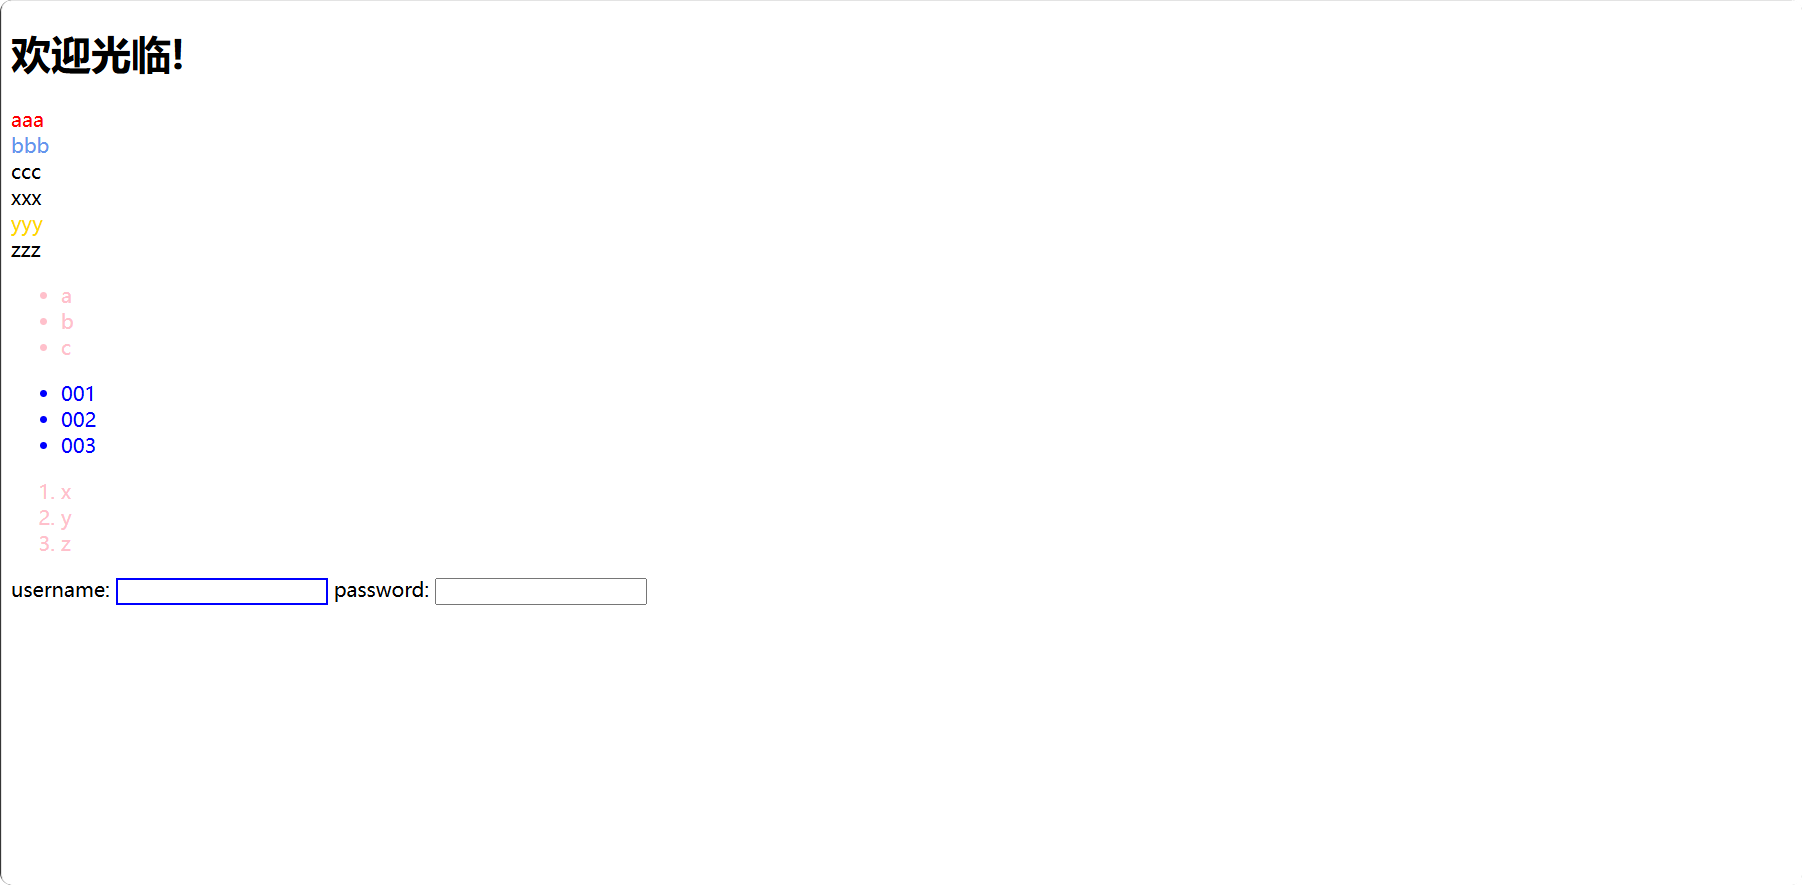 欢迎光临!
aaa
bbb
ccc
xxx
yyy
zzz
• a
• b
• c
• 001
• 002
• 003
1. x
2. y
3. z
username: password: